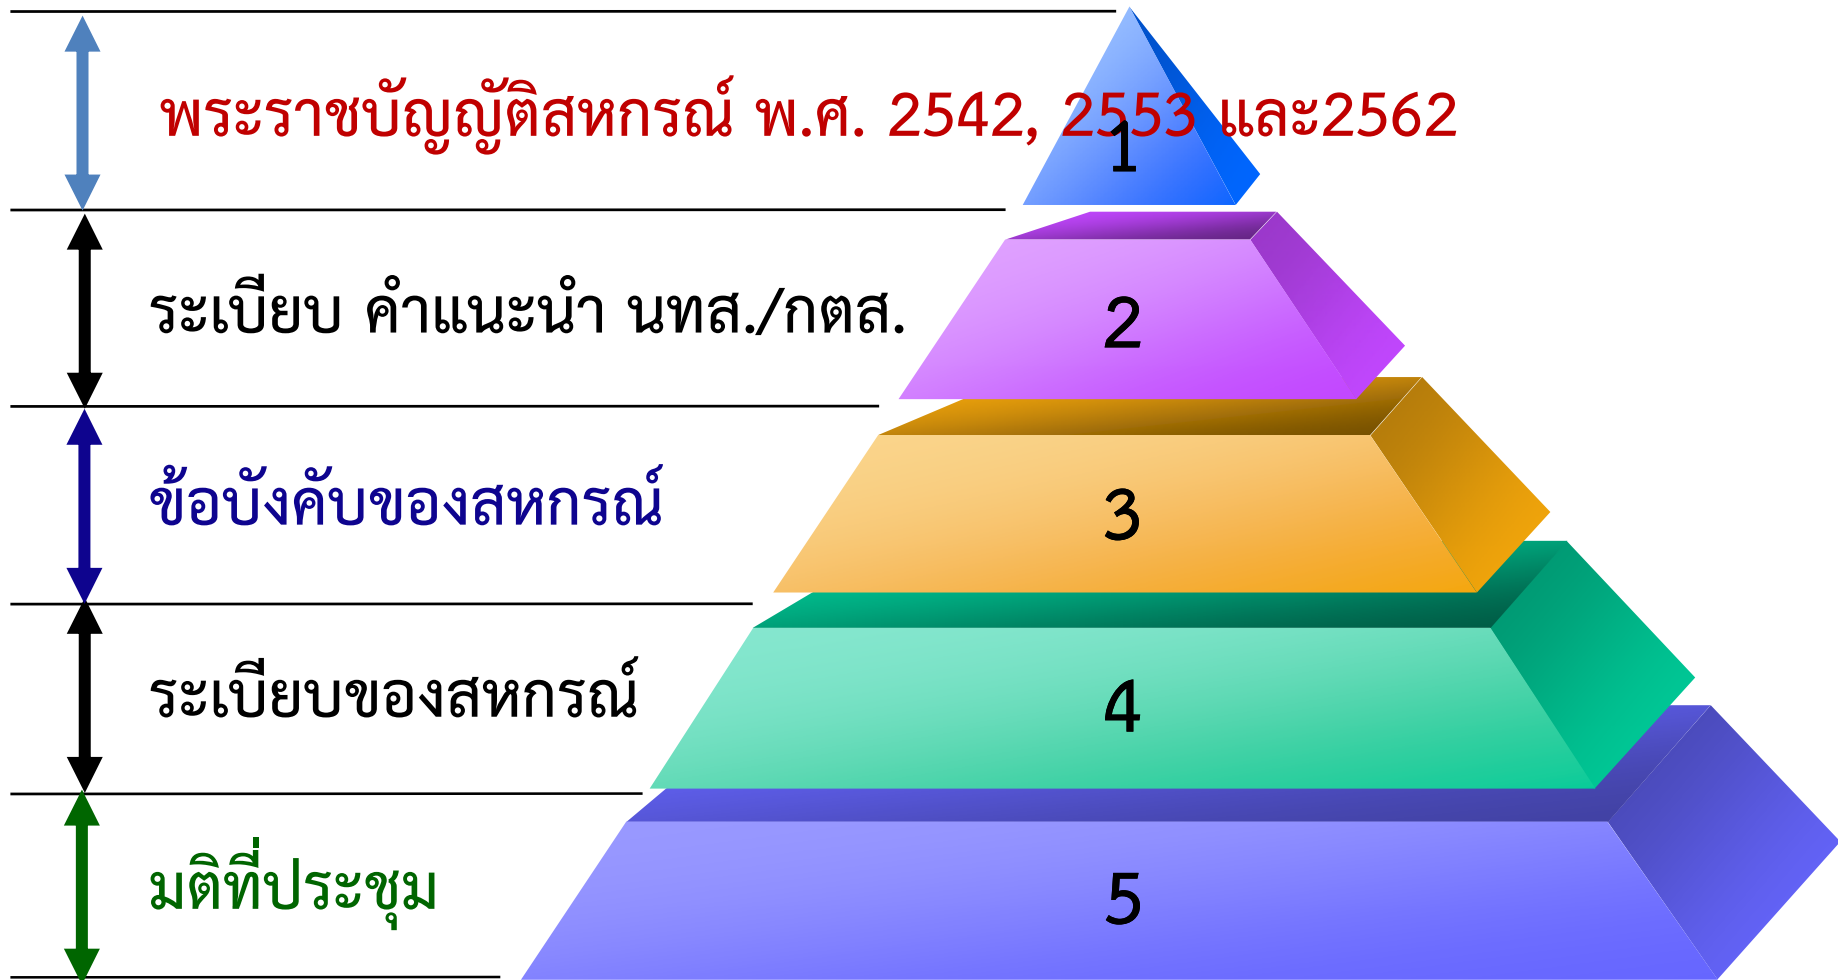 พระราชบัญญัติสหกรณ์ พ.ศ. 2542, 2553 และ2562
1
ระเบียบ คำแนะนำ นทส./กตส.
2
ข้อบังคับของสหกรณ์
3
ระเบียบของสหกรณ์
4
มติที่ประชุม
5